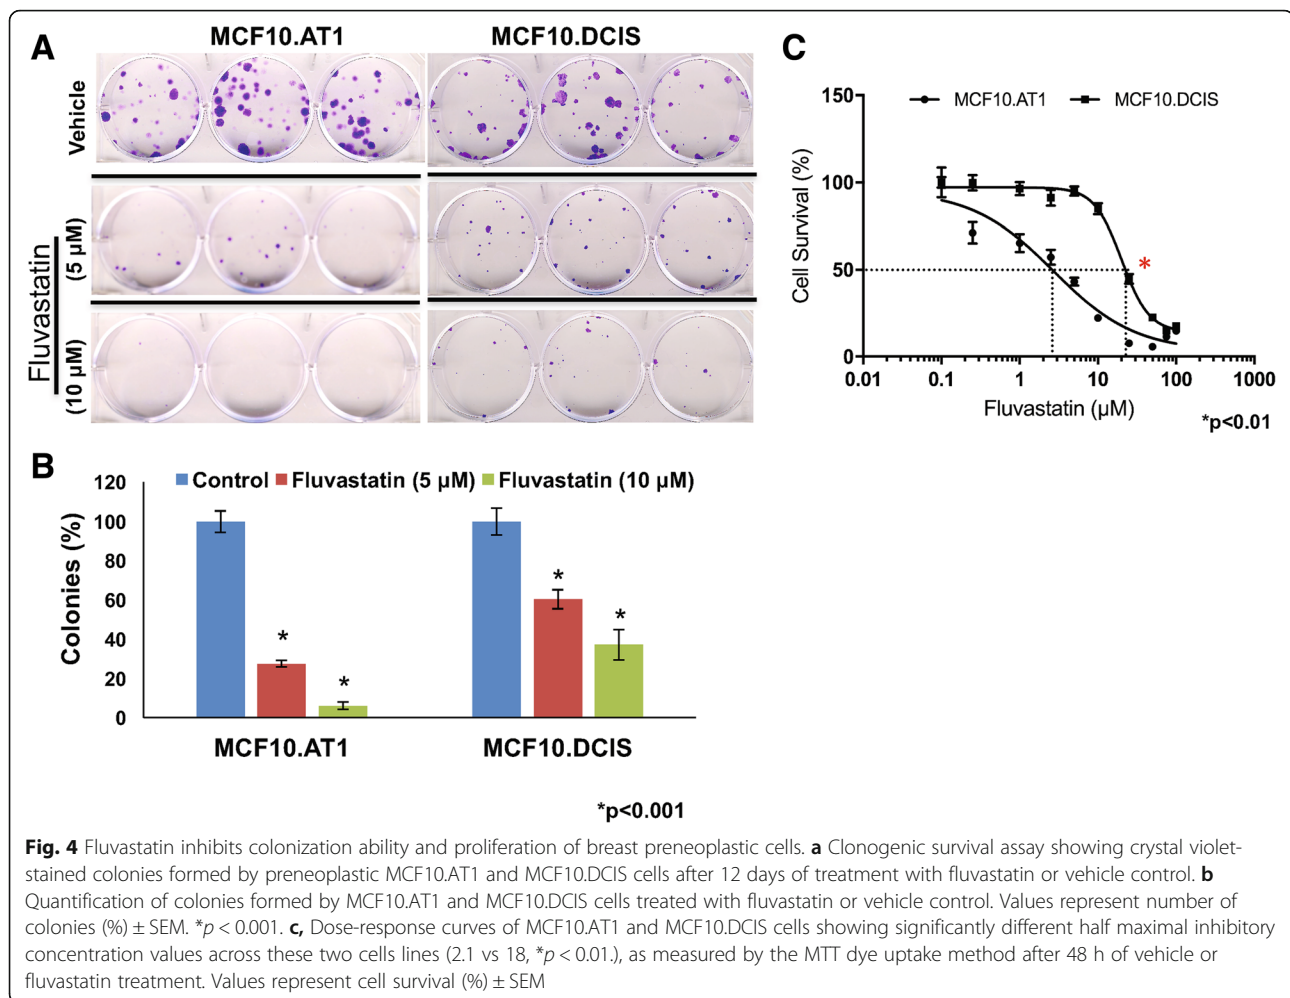 A
MCF10.AT1
MCF10.DCIS
Vehicle
Fluvastatin
(5 µM)
(10 µM)
B
Control
Fluvastatin (5 µM)
Fluvastatin (10 µM)
120
100
80
60
40
20
0
Colonies (%)
*
*
*
*
MCF10.AT1
MCF10.DCIS
*p<0.001
C
MCF10.AT1
MCF10.DCIS
150
100
50
0
Cell Survival (%)
*
0.01
0.1
1
10
100
1000
Fluvastatin (µM)
*p<0.01
Fig. 4 Fluvastatin inhibits colonization ability and proliferation of breast preneoplastic cells. a Clonogenic survival assay showing crystal violet-
stained colonies formed by preneoplastic MCF10.AT1 and MCF10.DCIS cells after 12 days of treatment with fluvastatin or vehicle control. b
Quantification of colonies formed by MCF10.AT1 and MCF10.DCIS cells treated with fluvastatin or vehicle control. Values represent number of
colonies (%) ± SEM. *p < 0.001. c, Dose-response curves of MCF10.AT1 and MCF10.DCIS cells showing significantly different half maximal inhibitory
concentration values across these two cells lines (2.1 vs 18, *p < 0.01.), as measured by the MTT dye uptake method after 48 h of vehicle or
fluvastatin treatment. Values represent cell survival (%) ± SEM